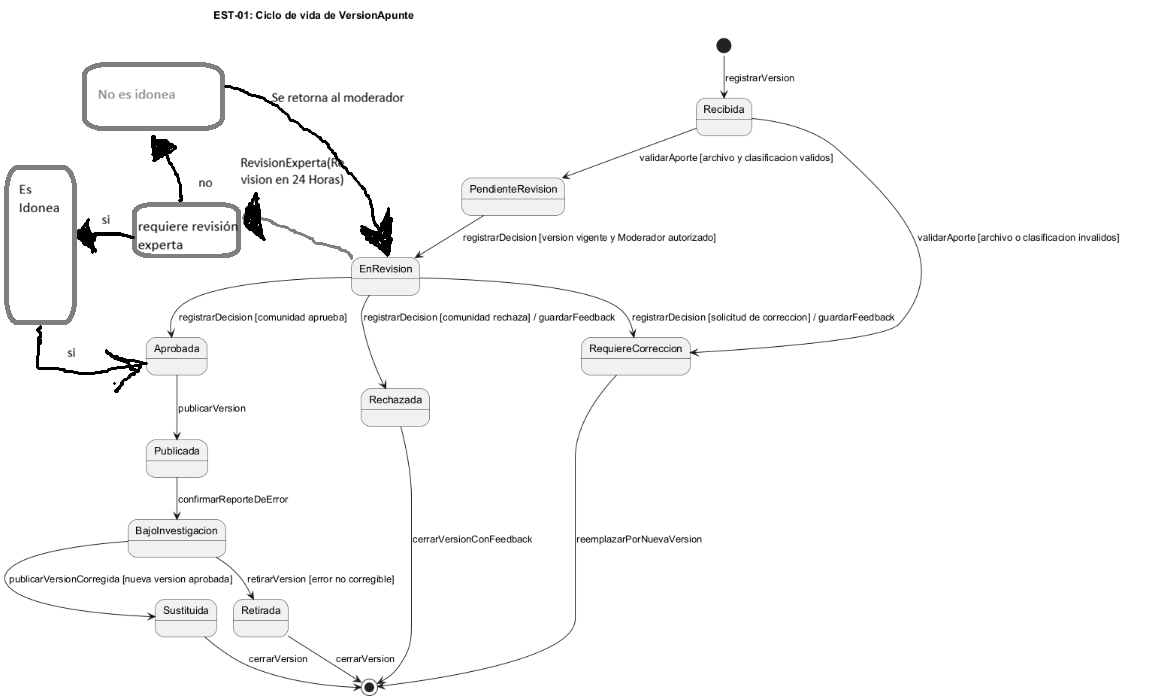 EST-01: Ciclo de vida de VersionApunte
registrarVersion
No es idonea
Se retorna al moderador
Recibida
validarAporte [archivo y clasificacion validos]
RevisionExperta(Re
vision en 24 Horas)
no
PendienteRevision
Es
Idonea
si
requiere revisión
experta
registrarDecision [version vigente y Moderador autorizado]
validarAporte [archivo o clasificacion invalidos]
EnRevision
registrarDecision [comunidad aprueba]
registrarDecision [comunidad rechaza] / guardarFeedback
registrarDecision [solicitud de correccion] / guardarFeedback
si
Aprobada
RequiereCorreccion
Rechazada
publicarVersion
Publicada
confirmarReporteDeError
BajoInvestigacion
cerrarVersionConFeedback
reemplazarPorNuevaVersion
publicarVersionCorregida [nueva version aprobada]
retirarVersion [error no corregible]
Sustituida
Retirada
cerrarVersion
cerrarVersion